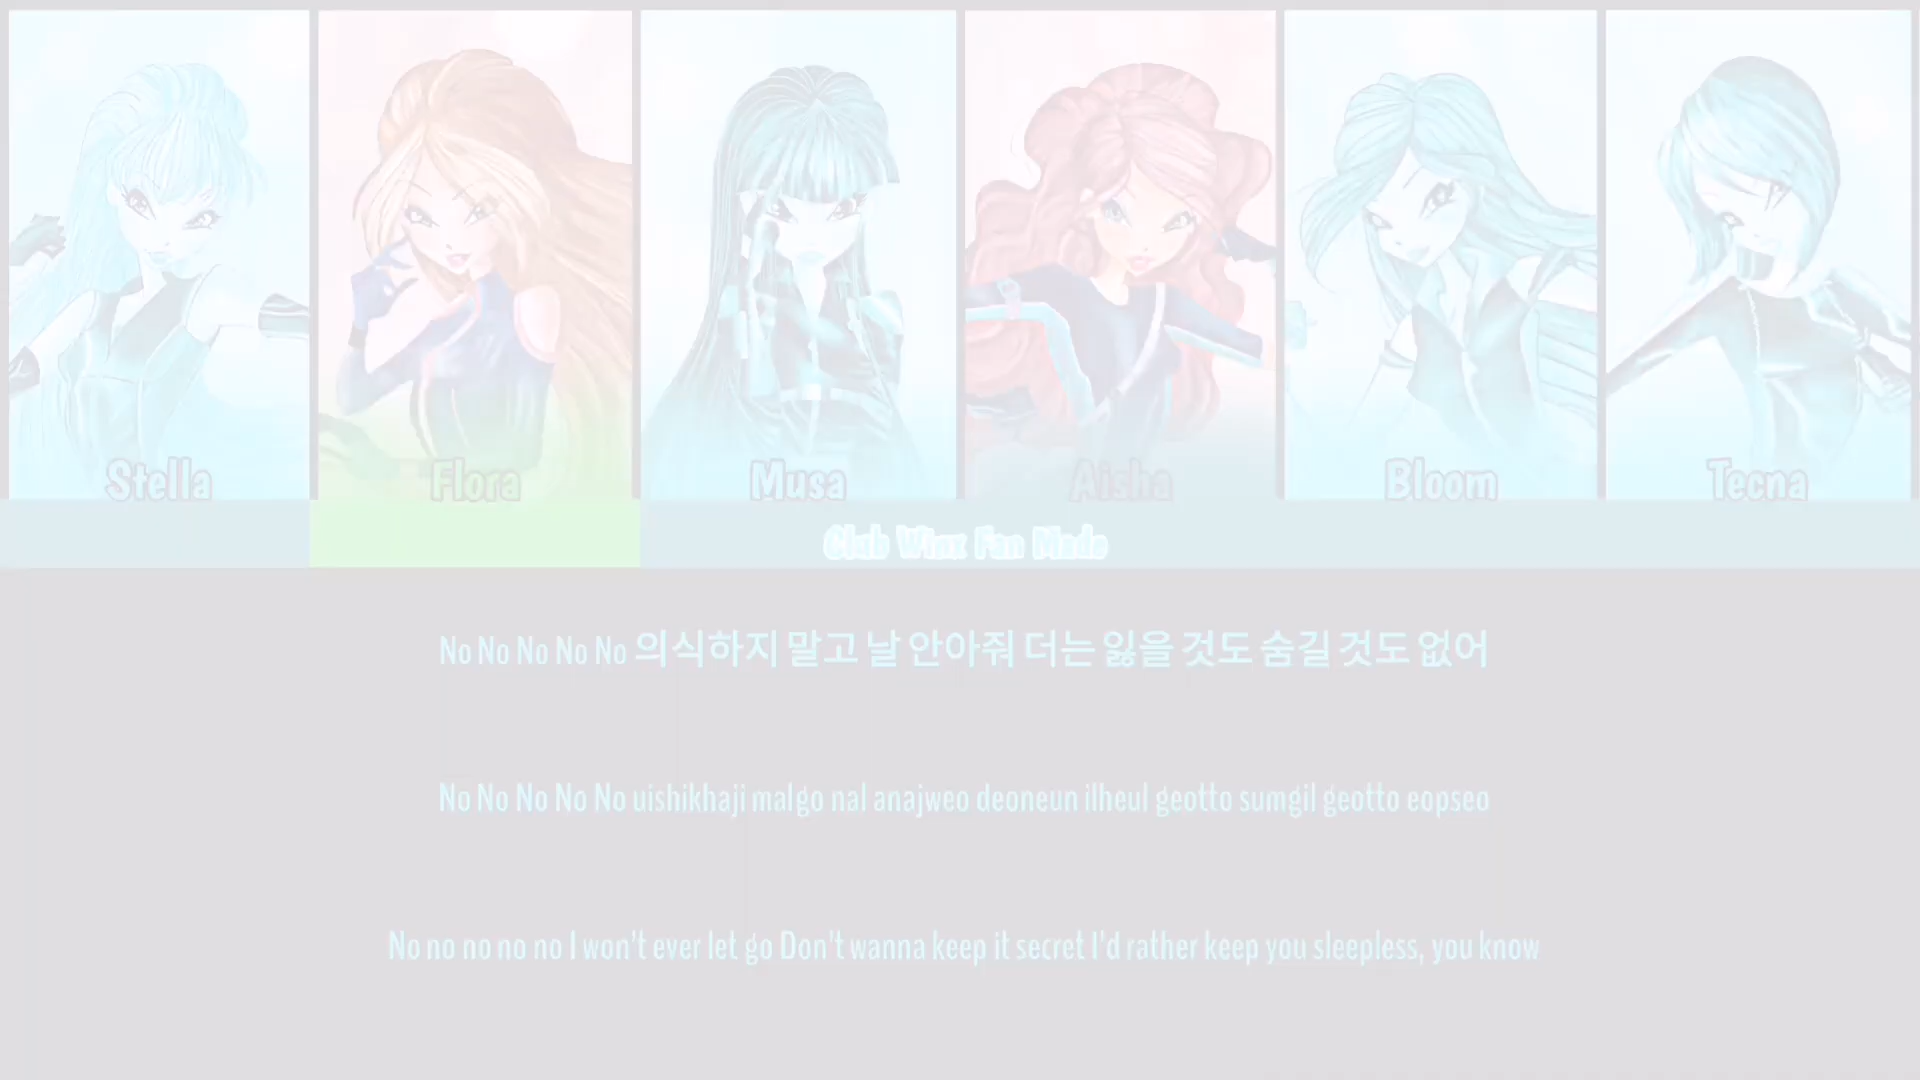 Stella
Flora
Musa
Aisha
Bloom
Tecna
Club Winx Fan Made
No No No No No 의식하지 말고 날 안아줘 더는 잃을 것도 숨길 것도 없어
No No No No No uishikhaji malgo nal anajweo deoneun ilheul geotto sumgil geotto eopseo
No no no no no I won't ever let go Don't wanna keep it secret I'd rather keep you sleepless, you know